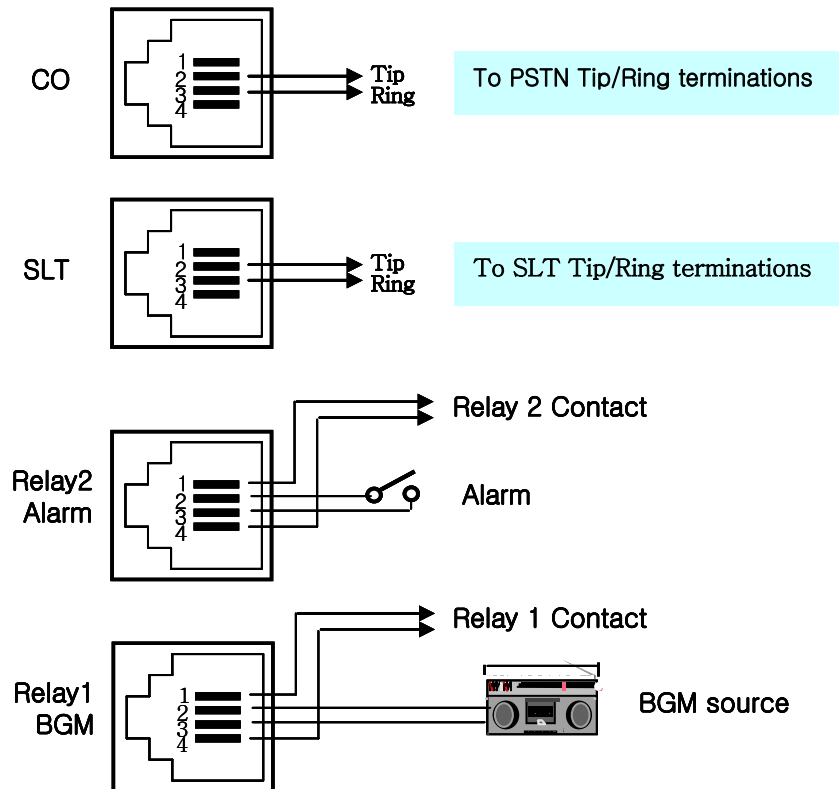 CO
1
2
3
4
Tip
Ring
To PSTN Tip/Ring terminations
SLT
1
2
3
4
Tip
Ring
To SLT Tip/Ring terminations
Relay2
Alarm
1
2
3
4
Relay 2 Contact
Alarm
Relay1
BGM
1
2
3
4
Relay 1 Contact
BGM source